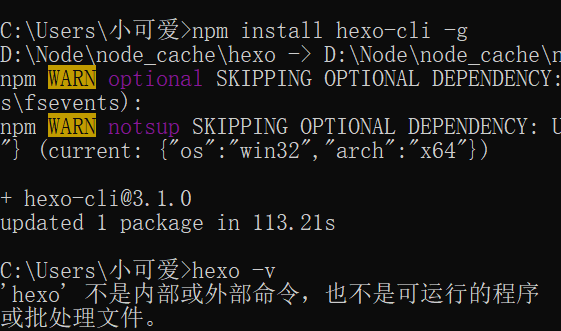 C:\Users\小可爱>npm install hexo-cli -g
D:\Node\node_cache\hexo -> D:\Node\node_cache\n
npm WARN optional SKIPPING OPTIONAL DEPENDENCY:
s\fsevents):
npm WARN notsup SKIPPING OPTIONAL DEPENDENCY: U
"} (current: {"os":"win32","arch":"x64"})
+ hexo-cli@3.1.0
updated 1 package in 113.21s
C:\Users\小可爱>hexo -v
'hexo' 不是内部或外部命令，也不是可运行的程序
或批处理文件。